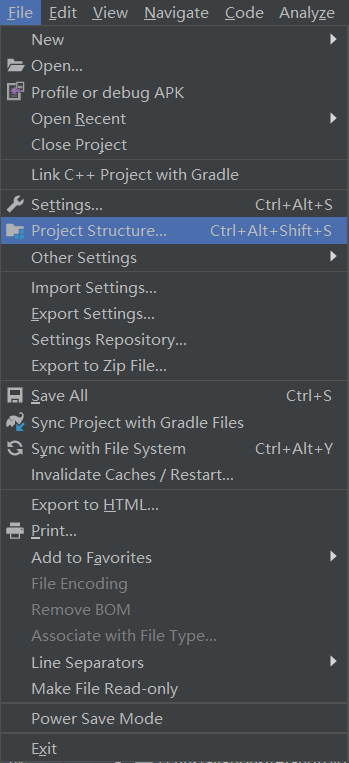 File Edit View Navigate Code Analyze
New
Open...
Profile or debug APK
Open Recent
Close Project
Link C++ Project with Gradle
Settings... Ctrl+Alt+S
Project Structure... Ctrl+Alt+Shift+S
Other Settings
Import Settings...
Export Settings...
Settings Repository...
Export to Zip File...
Save All Ctrl+S
Sync Project with Gradle Files
Sync with File System Ctrl+Alt+Y
Invalidate Caches / Restart...
Export to HTML...
Print...
Add to Favorites
File Encoding
Remove BOM
Associate with File Type...
Line Separators
Make File Read-only
Power Save Mode
Exit